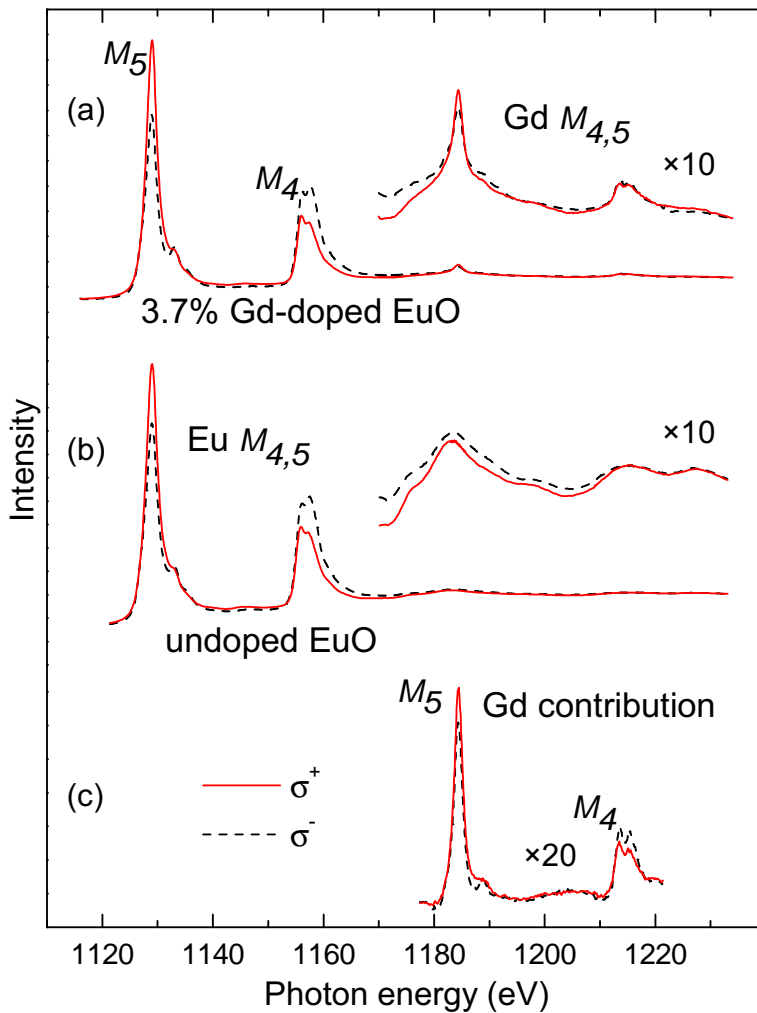 M5
(a)
Gd M4,5
×10
M4
3.7% Gd-doped EuO
(b)
Eu M4,5
×10
undoped EuO
M5
Gd contribution
(c)
σ+
σ-
M4
×20
Intensity
1120 1140 1160 1180 1200 1220
Photon energy (eV)